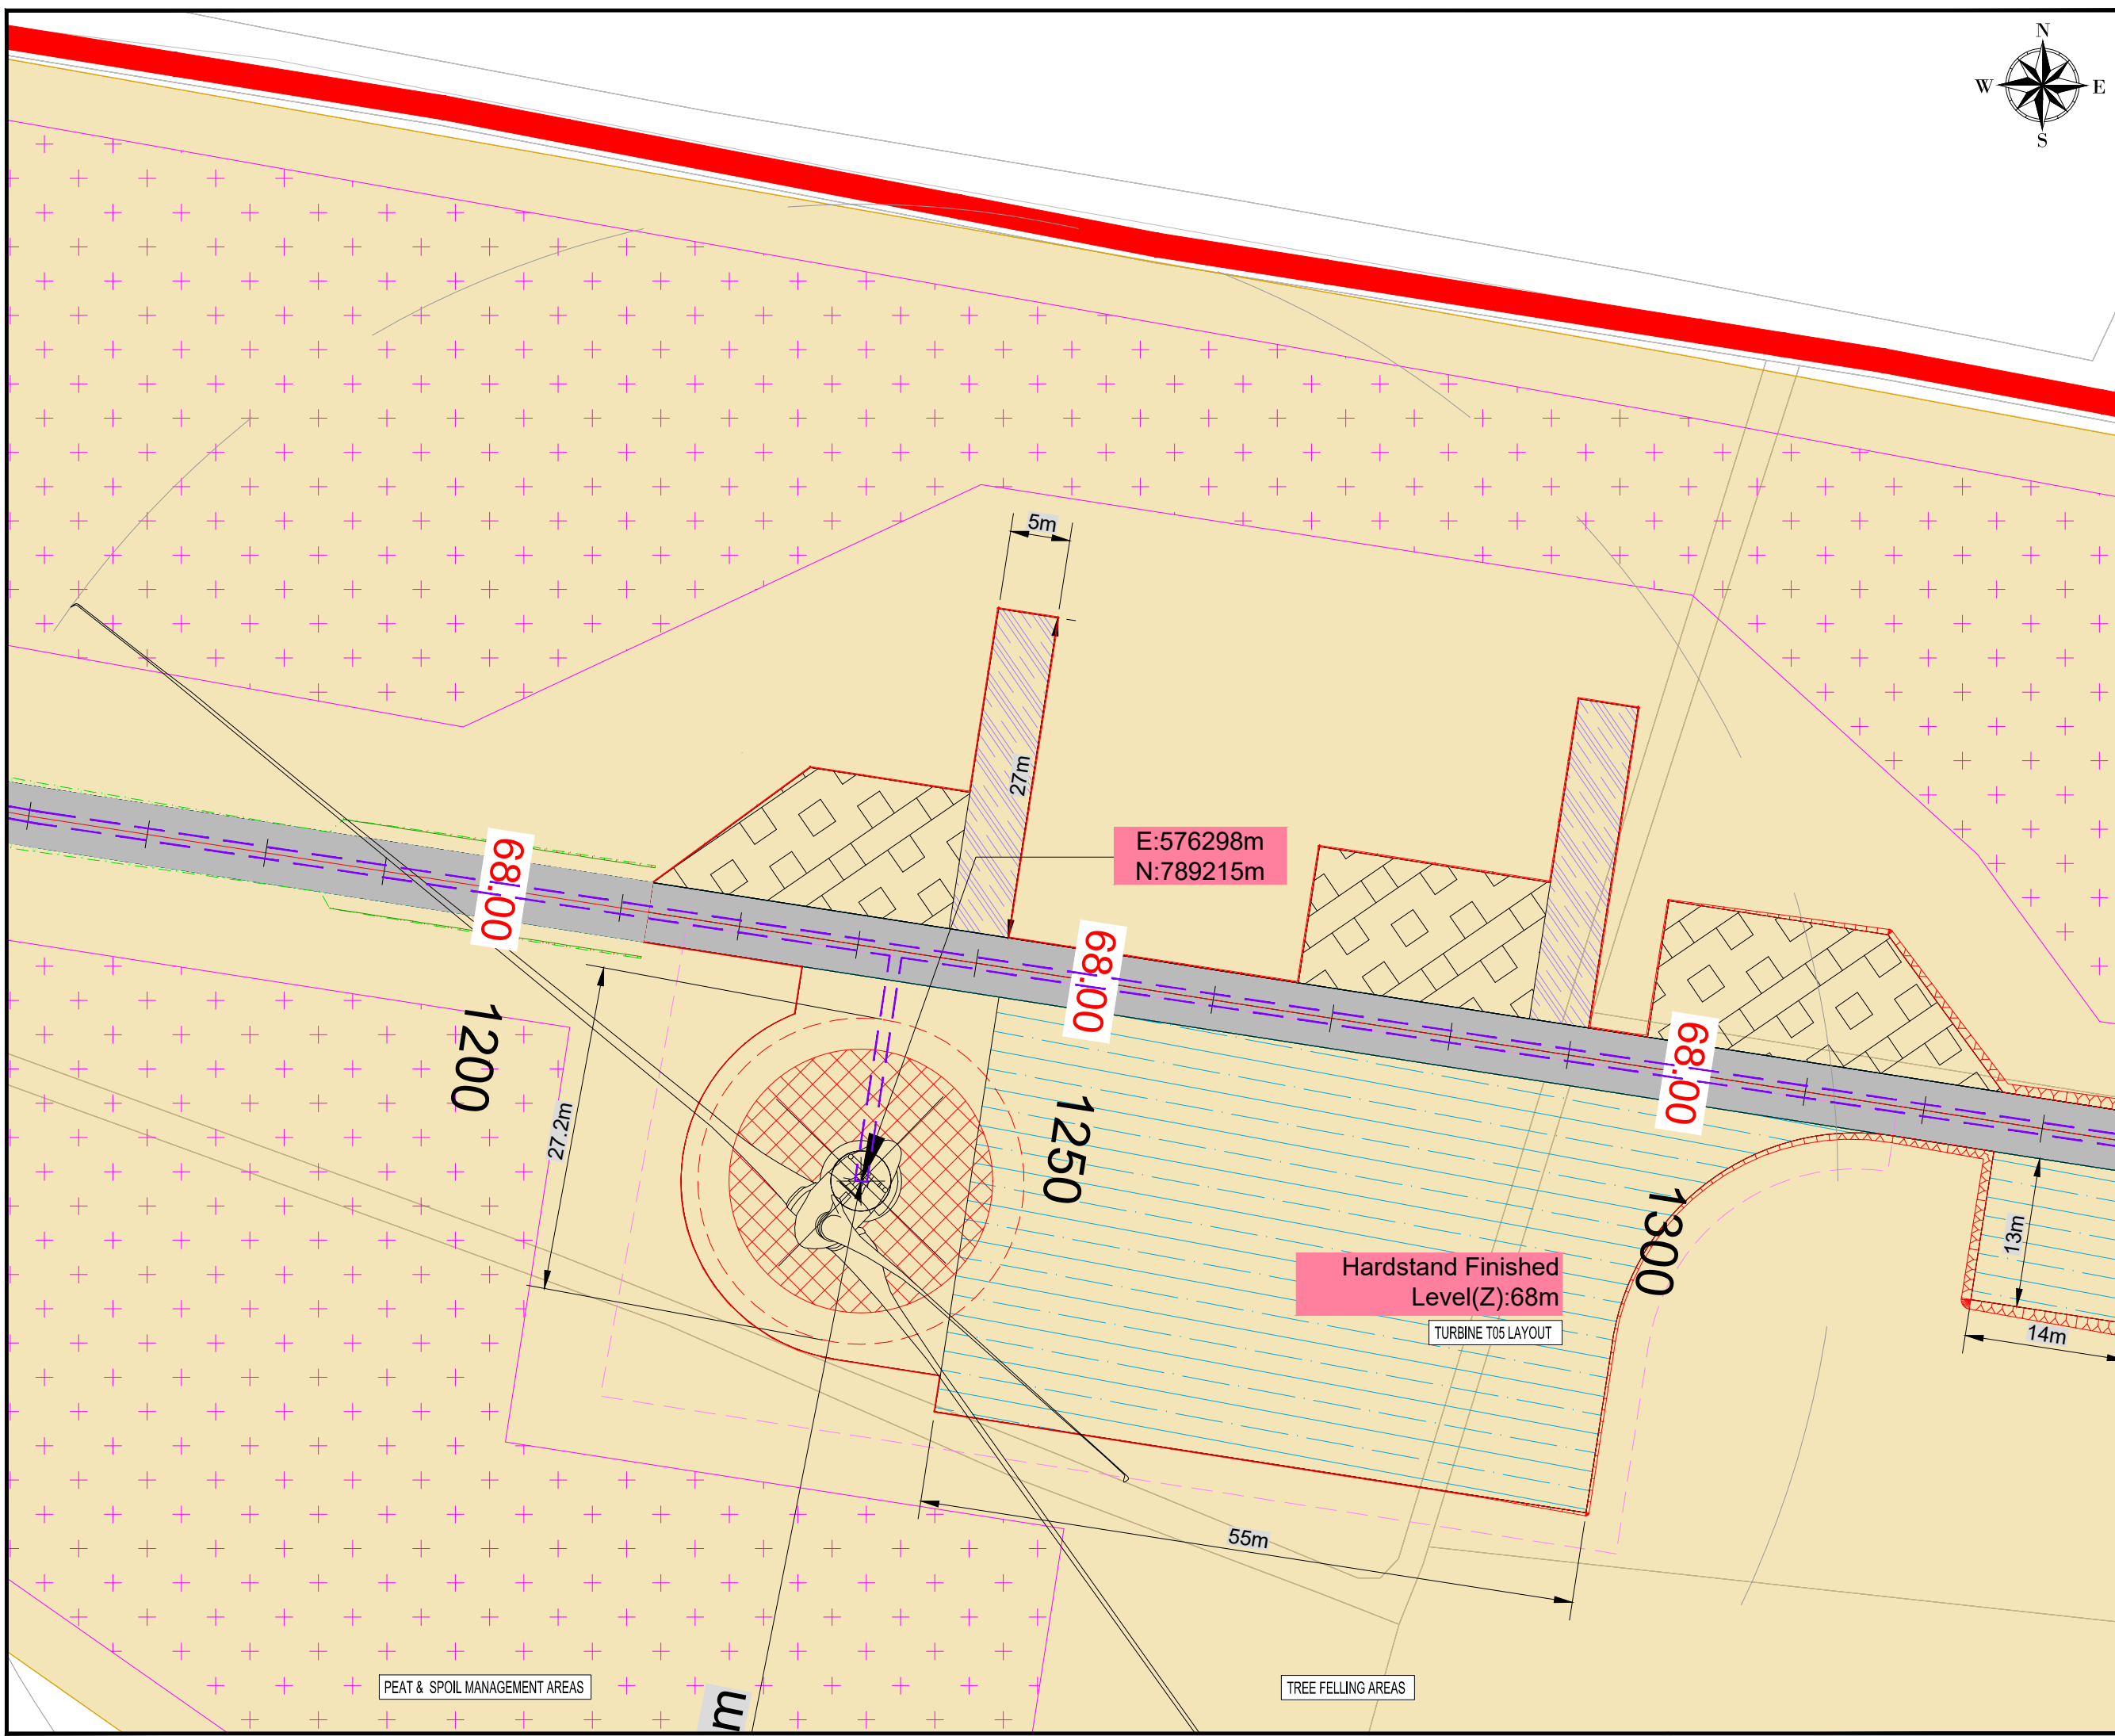 N
W E
S
5m
27m
E:576298m
N:789215m
68.00
68.00
68.00
1200
27.2m
1250
1300
13m
Hardstand Finished
Level(Z):68m
TURBINE T05 LAYOUT
14m
55m
PEAT & SPOIL MANAGEMENT AREAS
TREE FELLING AREAS
m